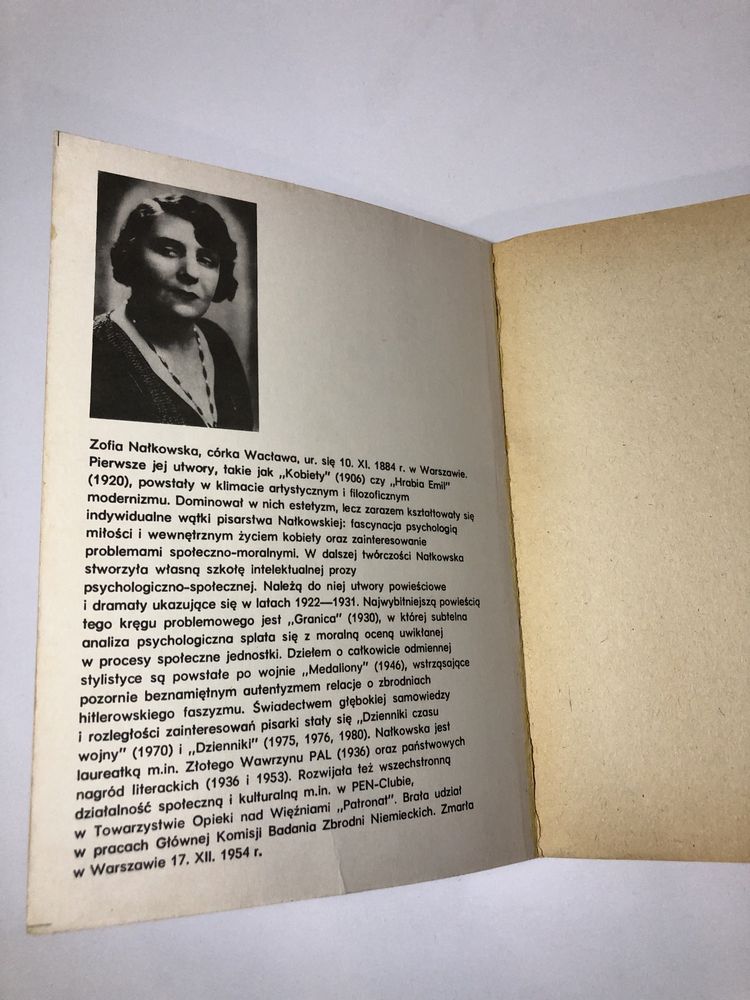 Zofia Nałkowska, córka Wacława, ur. się 10. XI. 1884 r. w Warszawie.
Pierwsze jej utwory, takie jak „Kobiety" (1906) czy „Hrabia Emil"
(1920), powstały w klimacie artystycznym i filozoficznym
modernizmu. Dominował w nich estetyzm, lecz zarazem kształtowały się
indywidualne wątki pisarstwa Nałkowskiej: fascynacja psychologią
miłości i wewnętrznym życiem kobiety oraz zainteresowanie
problemami społeczno-moralnymi. W dalszej twórczości Nałkowska
stworzyła własną szkołę intelektualnej prozy
psychologiczno-społecznej. Należą do niej utwory powieściowe
i dramaty ukazujące się w latach 1922—1931. Najwybitniejszą powieścią
tego kręgu problemowego jest „Granica" (1930), w której subtelna
analiza psychologiczna splata się z moralną oceną uwikłanej
w procesy społeczne jednostki. Dziełem o całkowicie odmiennej
stylistyce są powstałe po wojnie „Medaliony" (1946), wstrząsające
pozornie beznamiętnym autentyzmem relacje o zbrodniach
hitlerowskiego faszyzmu. Świadectwem głębokiej samowiedzy
i rozległości zainteresowań pisarki stały się „Dzienniki czasu
wojny" (1970) i „Dzienniki" (1975, 1976, 1980). Nałkowska jest
laureatką m.in. Złotego Wawrzynu PAL (1936) oraz państwowych
nagród literackich (1936 i 1953). Rozwijała też wszechstronną
działalność społeczną i kulturalną m.in. w PEN-Clubie,
w Towarzystwie Opieki nad Więźniami „Patronat". Brała udział
w pracach Głównej Komisji Badania Zbrodni Niemieckich. Zmarła
w Warszawie 17. XII. 1954 r.